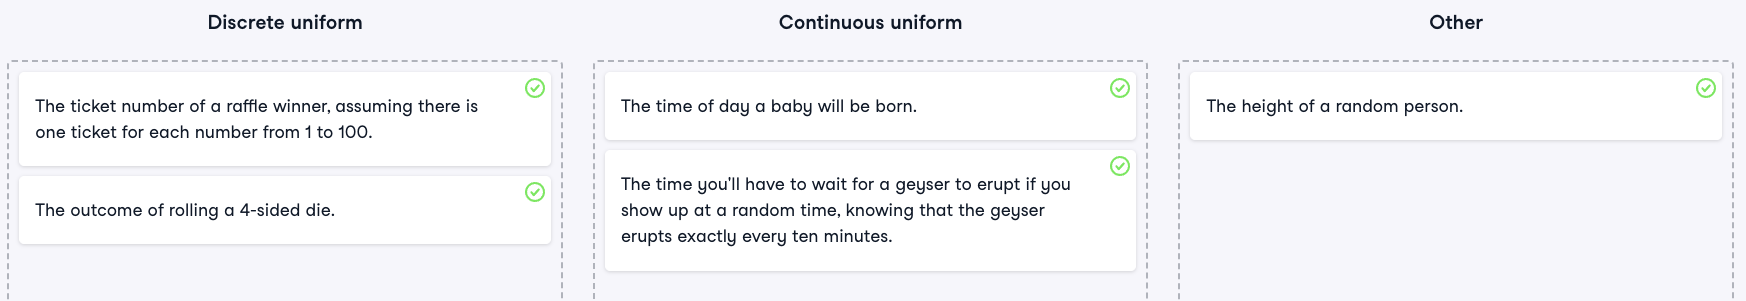 Discrete uniform
The ticket number of a raffle winner, assuming there is
one ticket for each number from 1 to 100.
The outcome of rolling a 4-sided die.
Continuous uniform
The time of day a baby will be born.
The time you'll have to wait for a geyser to erupt if you
show up at a random time, knowing that the geyser
erupts exactly every ten minutes.
Other
The height of a random person.